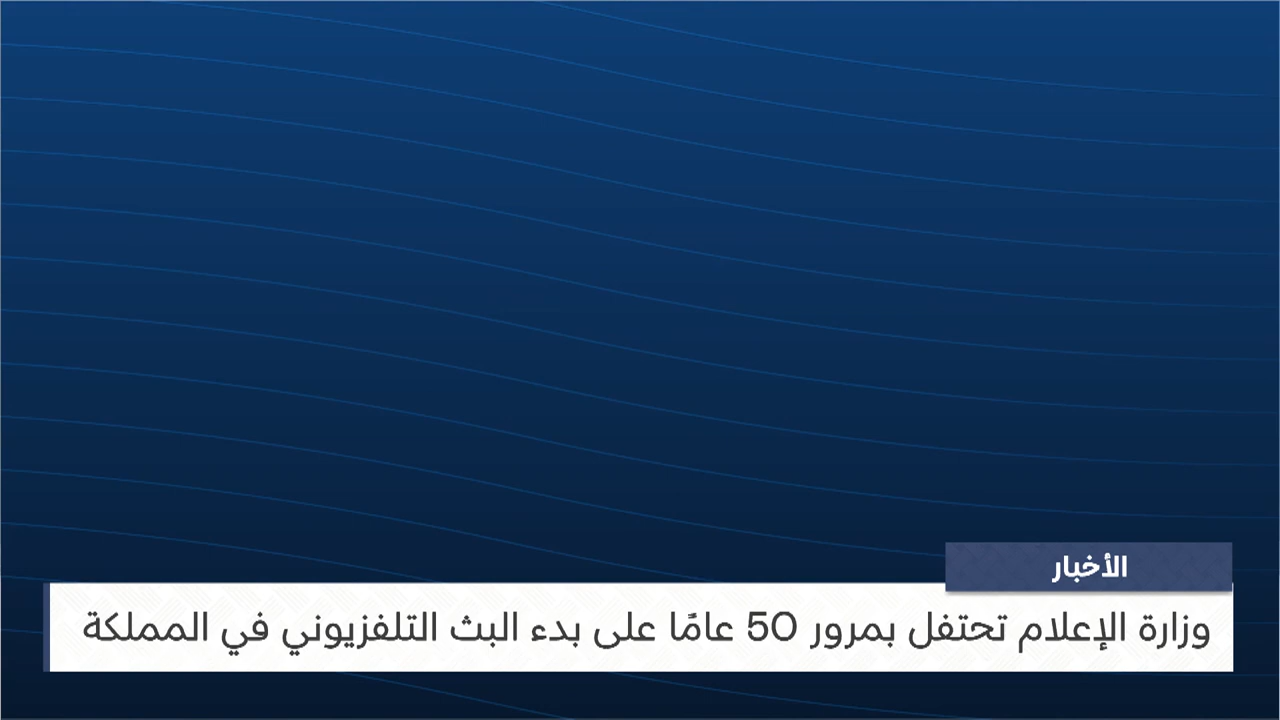 الأخبار
وزارة الإعلام تحتفل بمرور 50 عامًا على بدء البث التلفزيوني في المملكة